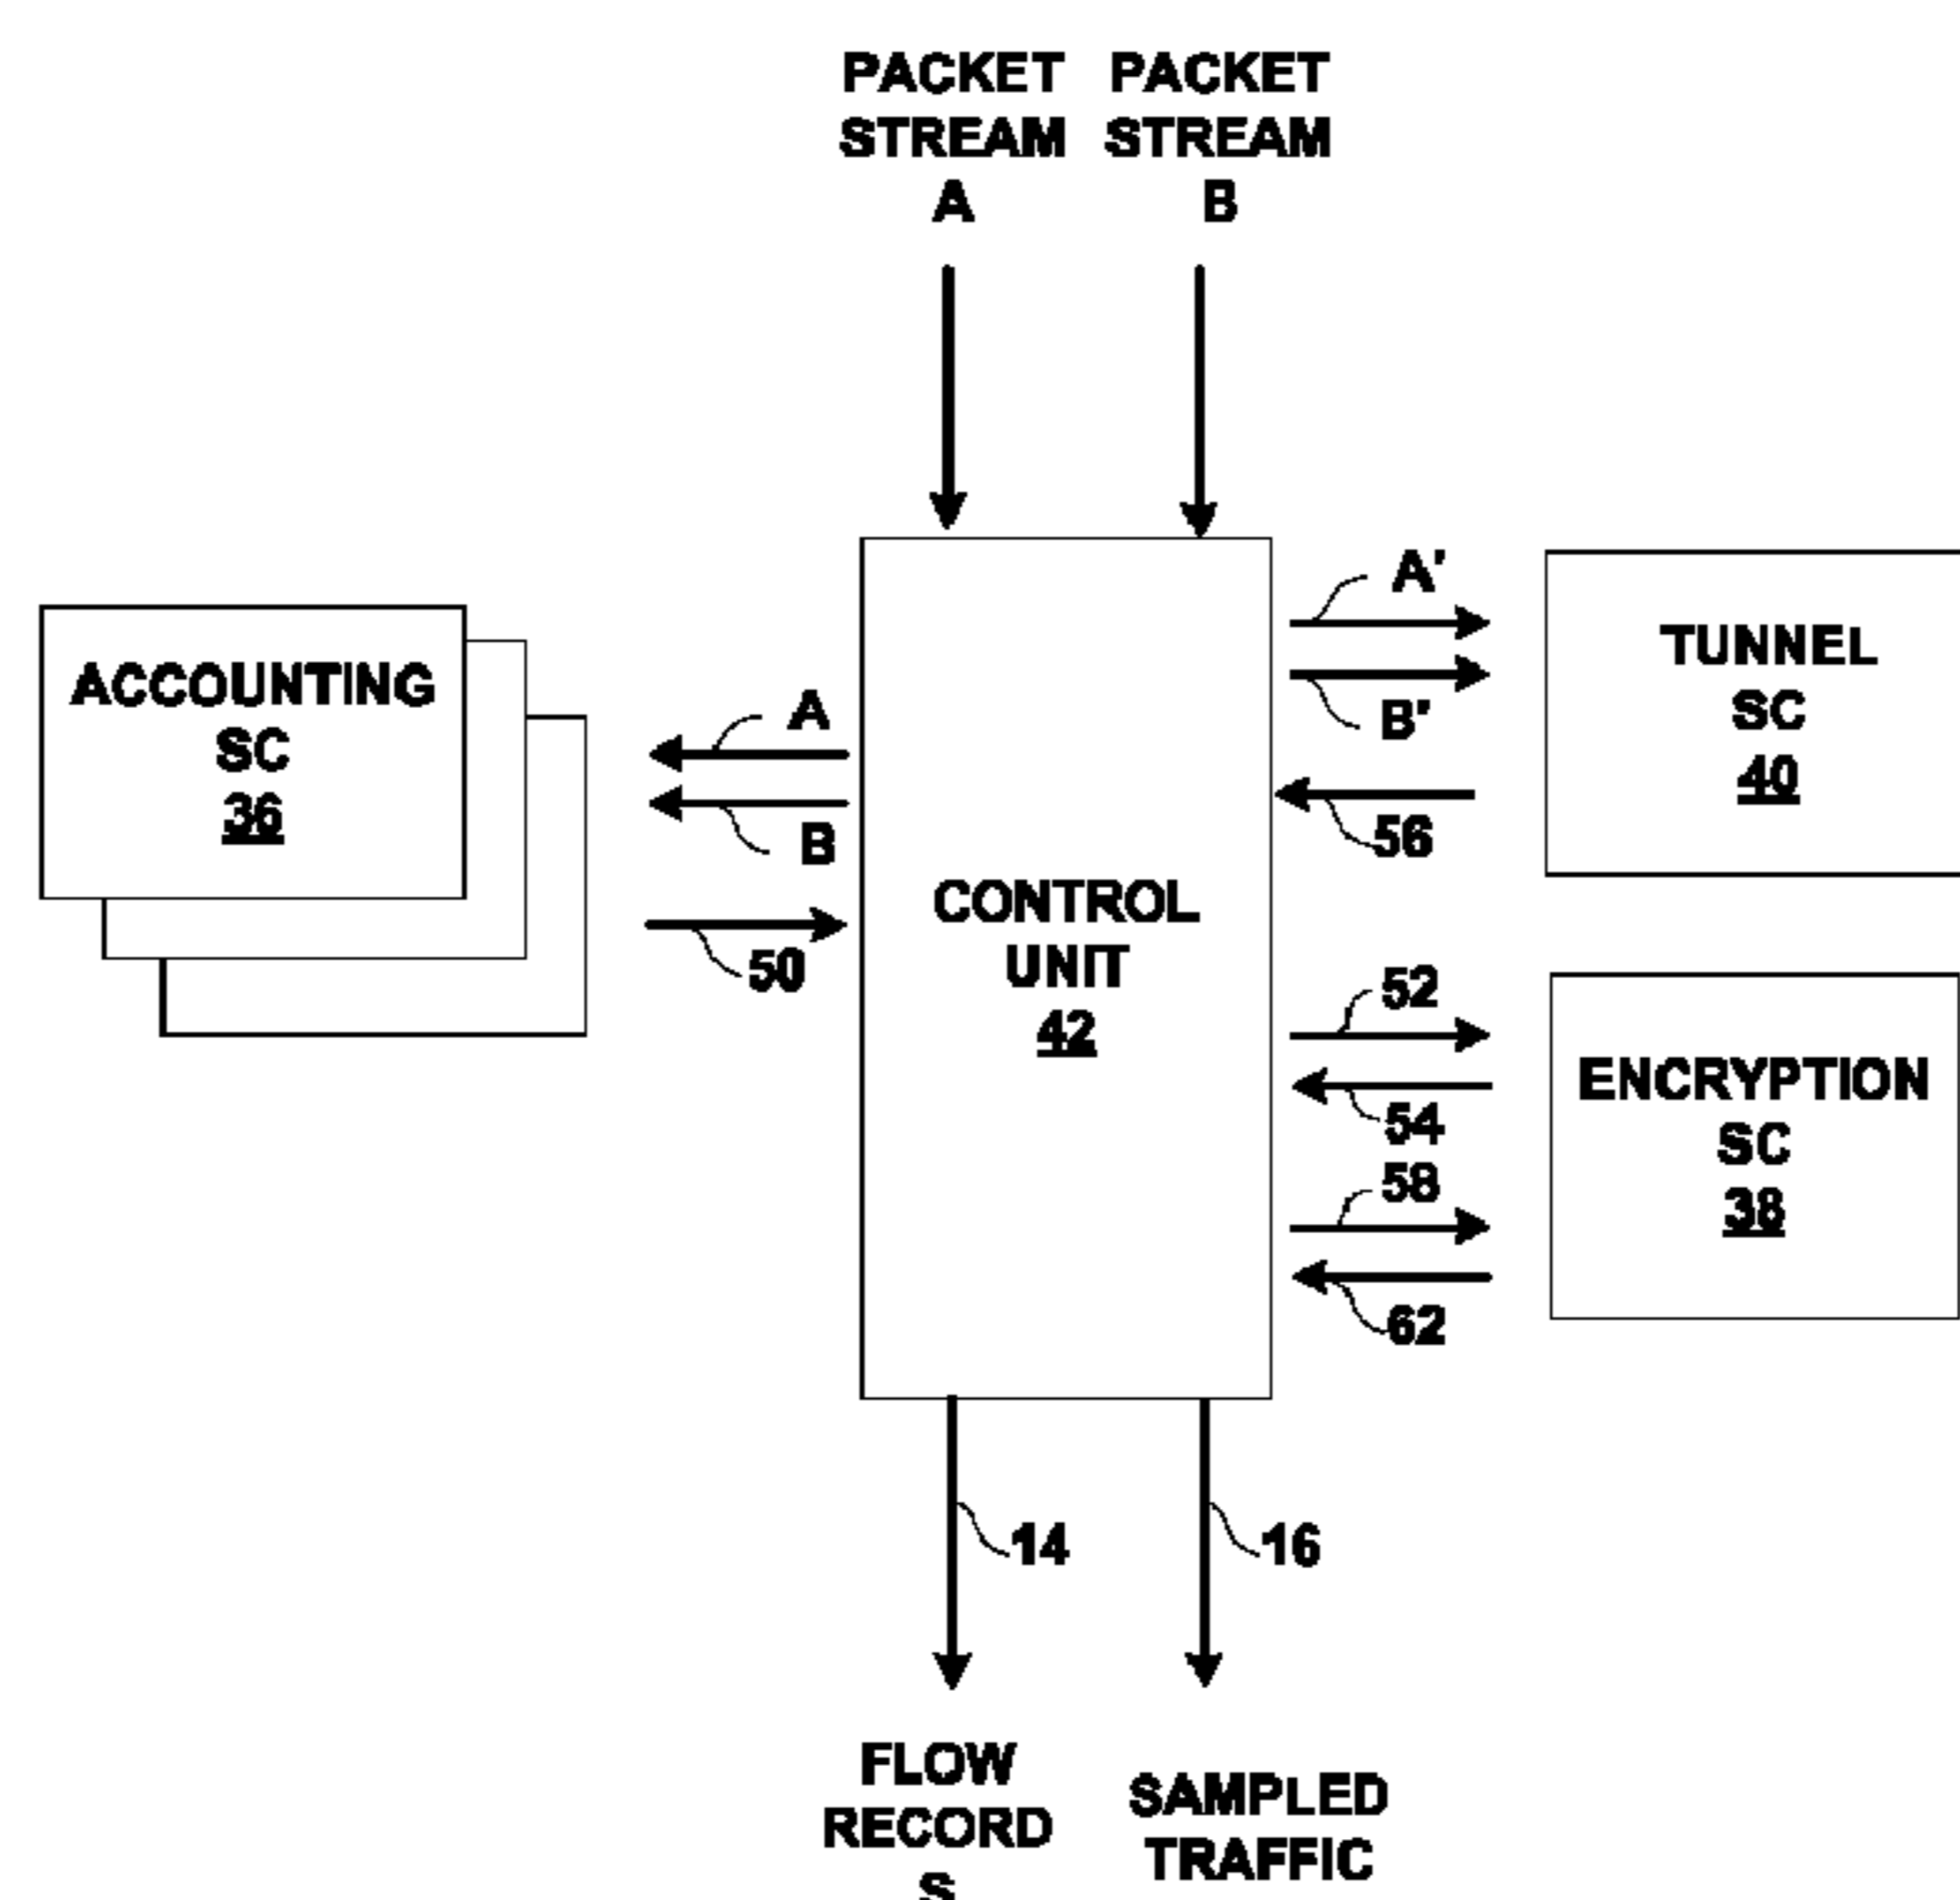 PACKET
STREAM
A
PACKET
STREAM
B
ACCOUNTING
SC
36
A
B
50
CONTROL
UNIT
42
A'
B'
56
TUNNEL
SC
40
52
54
58
62
ENCRYPTION
SC
38
14
16
FLOW
RECORD
S
SAMPLED
TRAFFIC